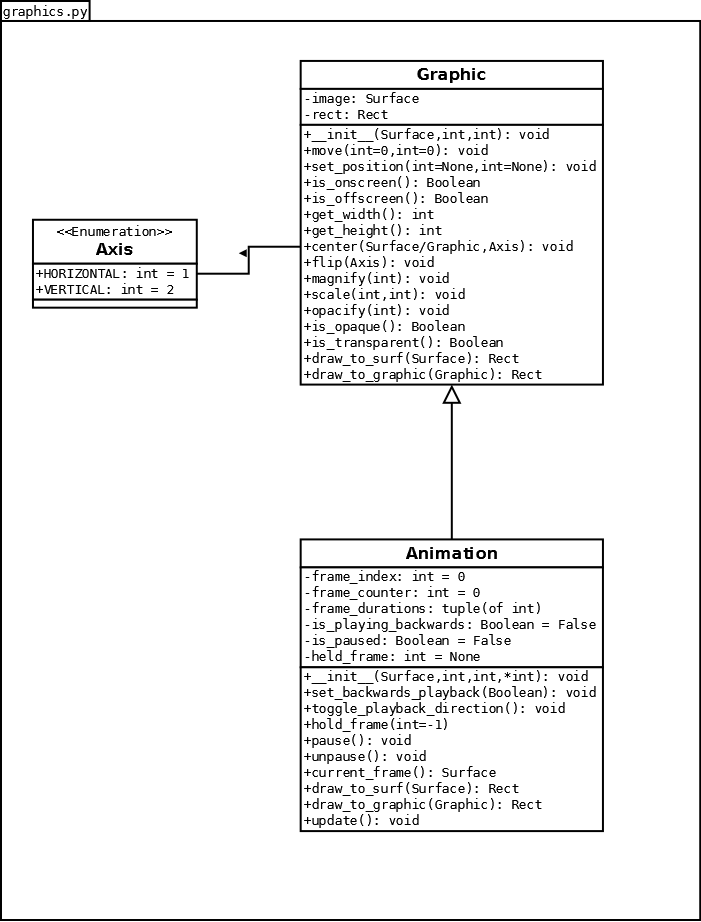 graphics.py
Graphic
-image: Surface
-rect: Rect
+__init__(Surface,int,int): void
+move(int=0,int=0): void
+set_position(int=None,int=None): void
+is_onscreen(): Boolean
+is_offscreen(): Boolean
+get_width(): int
+get_height(): int
+center(Surface/Graphic,Axis): void
+flip(Axis): void
+magnify(int): void
+scale(int,int): void
+opacify(int): void
+is_opaque(): Boolean
+is_transparent(): Boolean
+draw_to_surf(Surface): Rect
+draw_to_graphic(Graphic): Rect
<<Enumeration>>
Axis
+HORIZONTAL: int = 1
+VERTICAL: int = 2
Animation
-frame_index: int = 0
-frame_counter: int = 0
-frame_durations: tuple(of int)
-is_playing_backwards: Boolean = False
-is_paused: Boolean = False
-held_frame: int = None
+__init__(Surface,int,int,*int): void
+set_backwards_playback(Boolean): void
+toggle_playback_direction(): void
+hold_frame(int=-1)
+pause(): void
+unpause(): void
+current_frame(): Surface
+draw_to_surf(Surface): Rect
+draw_to_graphic(Graphic): Rect
+update(): void